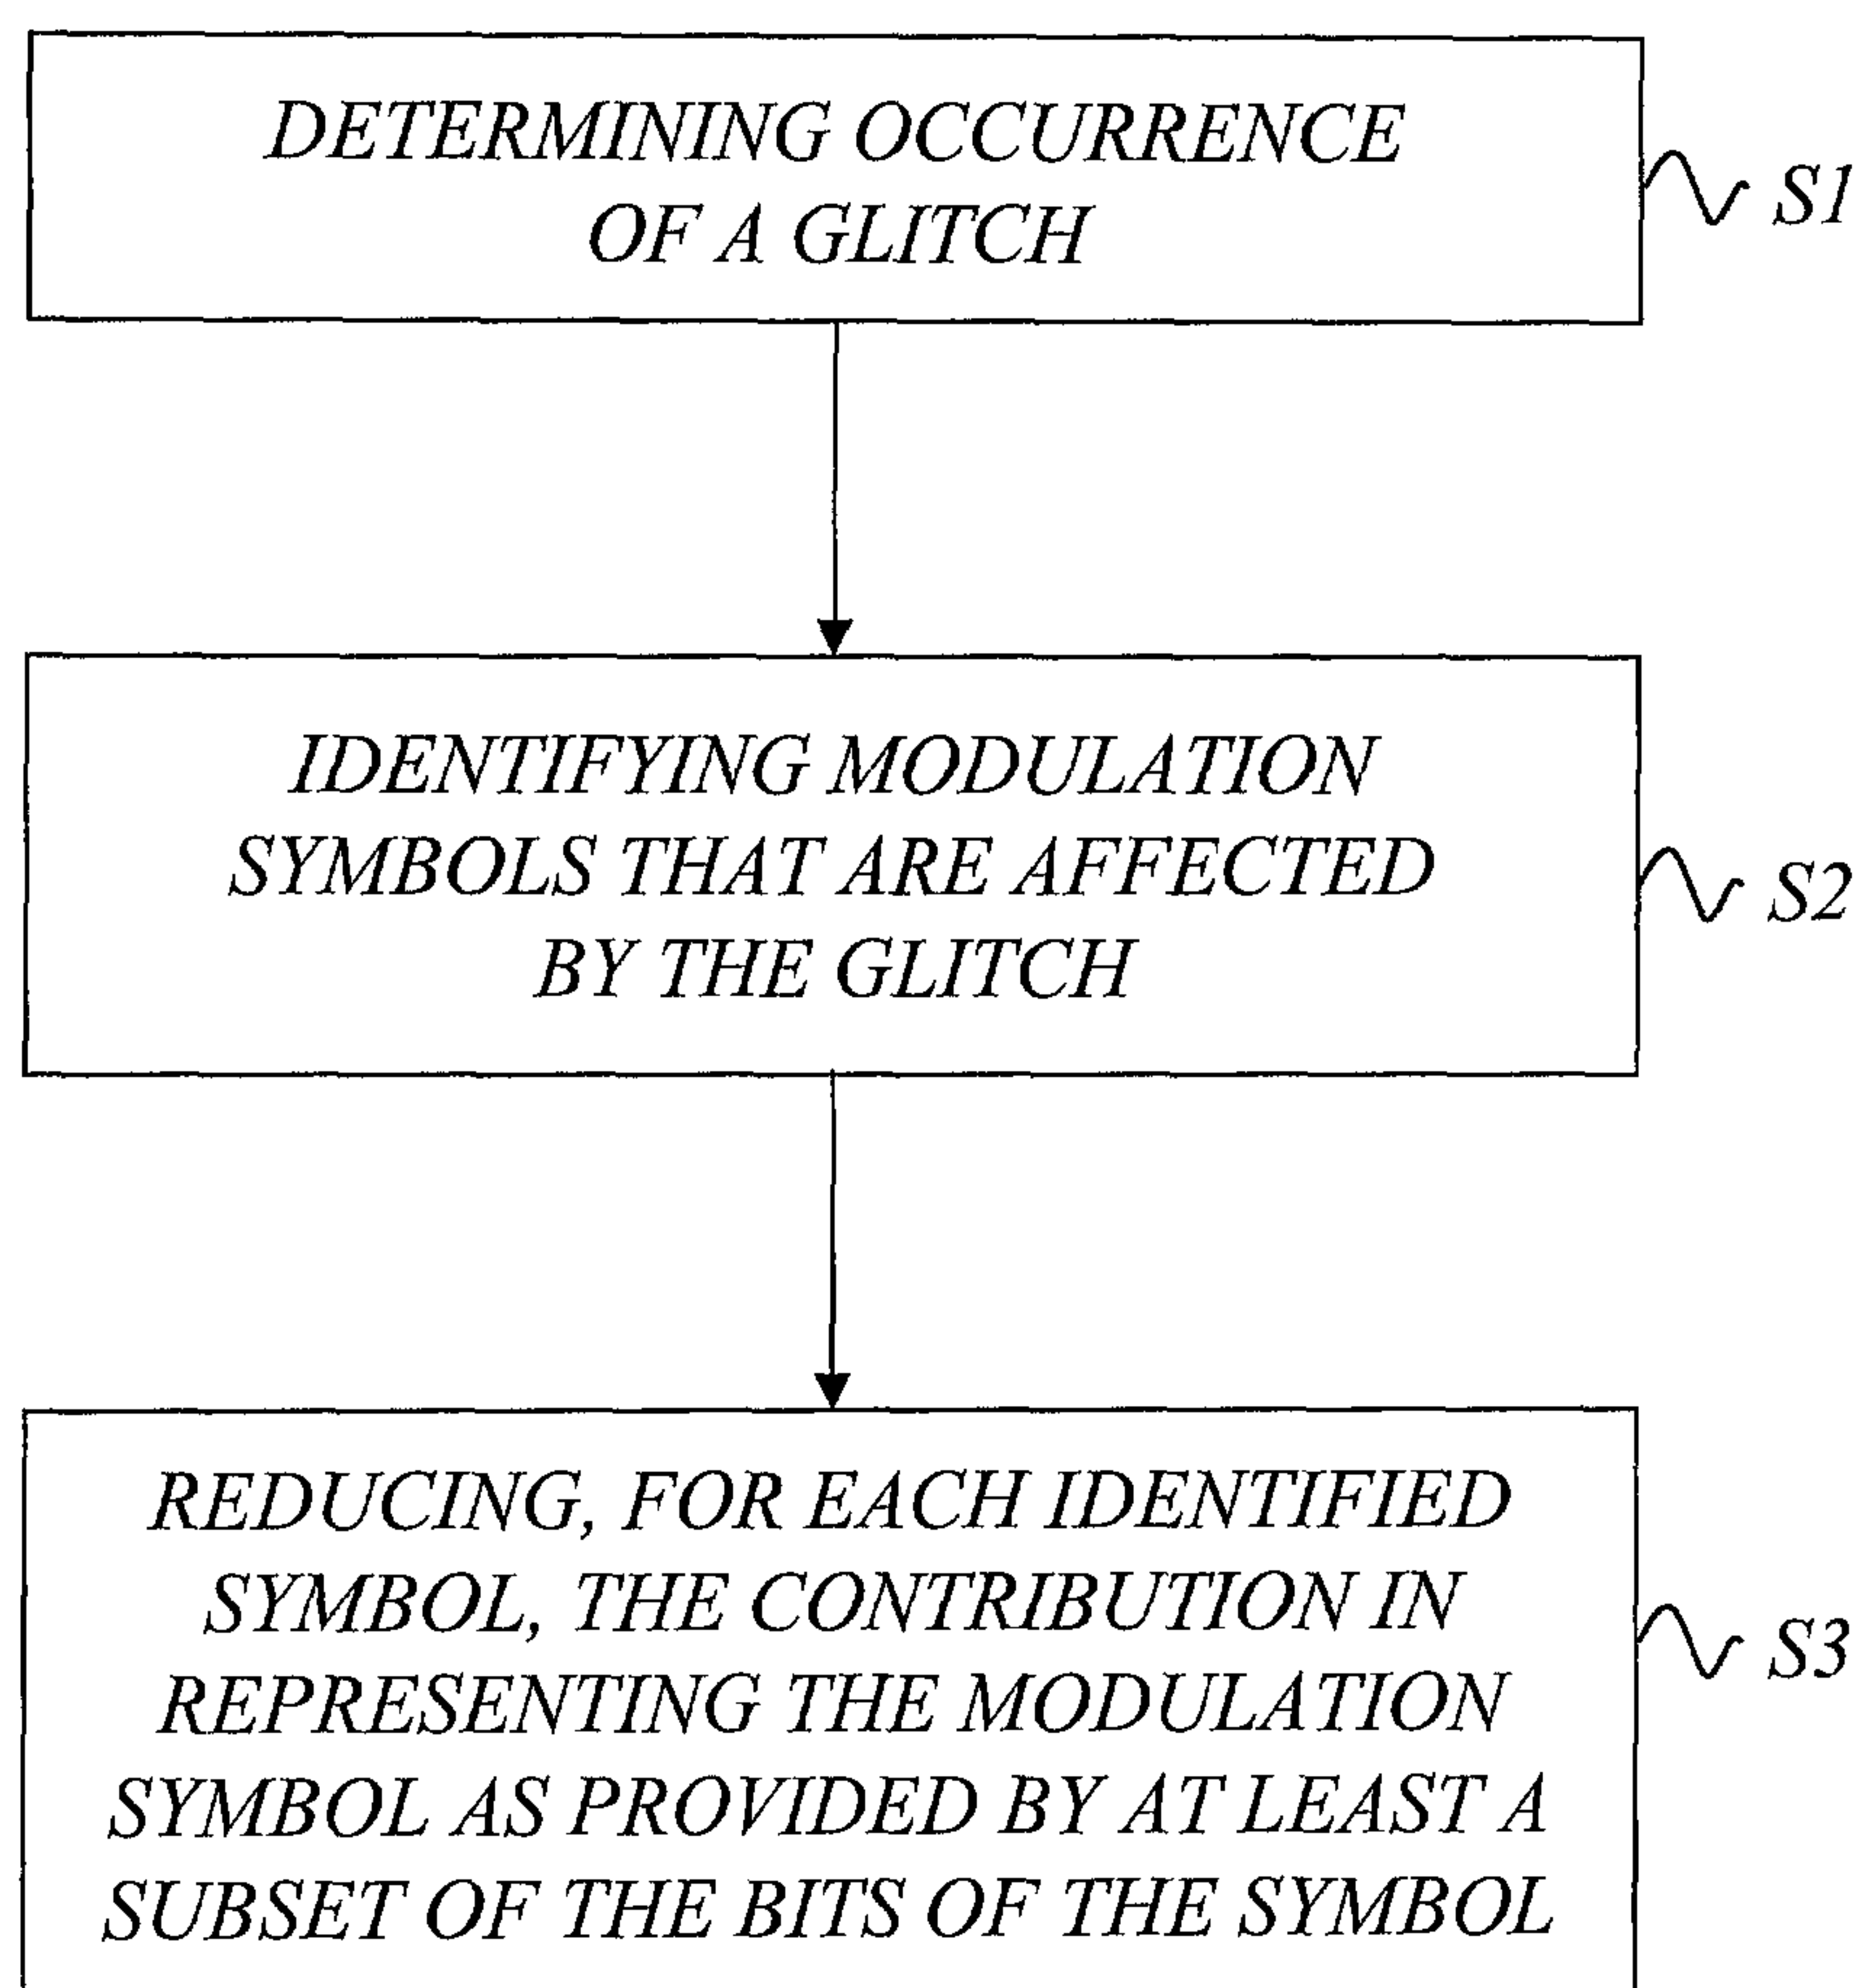 DETERMINING OCCURRENCE
OF A GLITCH
S1
IDENTIFYING MODULATION
SYMBOLS THAT ARE AFFECTED
BY THE GLITCH
S2
REDUCING, FOR EACH IDENTIFIED
SYMBOL, THE CONTRIBUTION IN
REPRESENTING THE MODULATION
SYMBOL AS PROVIDED BY AT LEAST A
SUBSET OF THE BITS OF THE SYMBOL
S3